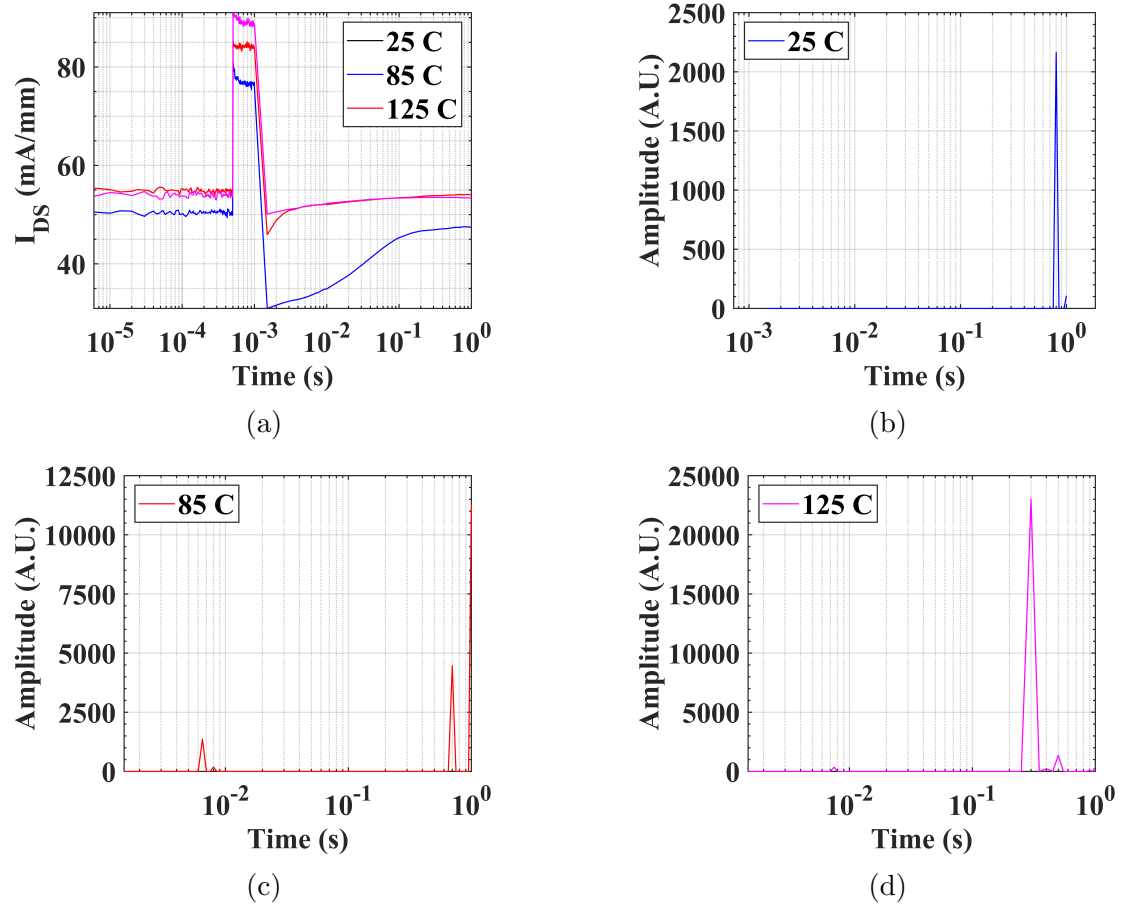 25 C
85 C
125 C
80
60
40
I_DS (mA/mm)
10^-5 10^-4 10^-3 10^-2 10^-1 10^0
Time (s)
(a)
2500
2000
1500
1000
500
0
Amplitude (A.U.)
25 C
10^-3 10^-2 10^-1 10^0
Time (s)
(b)
12500
10000
7500
5000
2500
0
Amplitude (A.U.)
85 C
10^-2 10^-1 10^0
Time (s)
(c)
25000
20000
15000
10000
5000
0
Amplitude (A.U.)
125 C
10^-2 10^-1 10^0
Time (s)
(d)